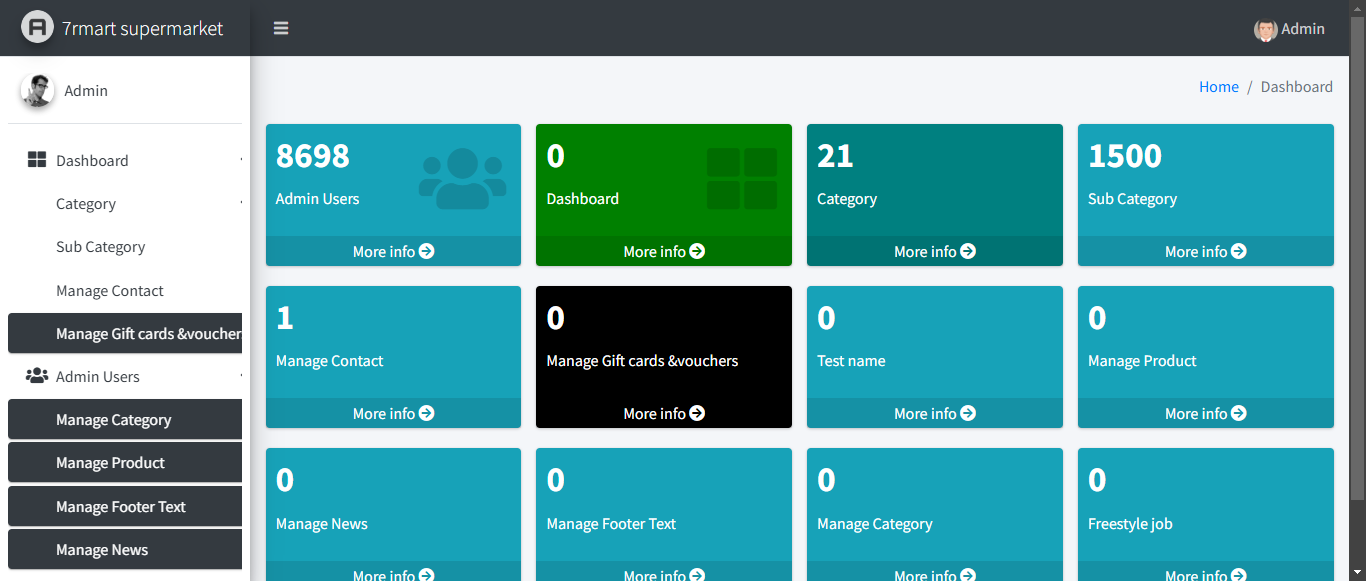 7rmart supermarket
Admin
Admin
Home / Dashboard
Dashboard
Category
Sub Category
Manage Contact
Manage Gift cards &voucher
Admin Users
Manage Category
Manage Product
Manage Footer Text
Manage News
8698
Admin Users
More info
0
Dashboard
More info
21
Category
More info
1500
Sub Category
More info
1
Manage Contact
More info
0
Manage Gift cards &vouchers
More info
0
Test name
More info
0
Manage Product
More info
0
Manage News
More info
0
Manage Footer Text
More info
0
Manage Category
More info
0
Freestyle job
More info